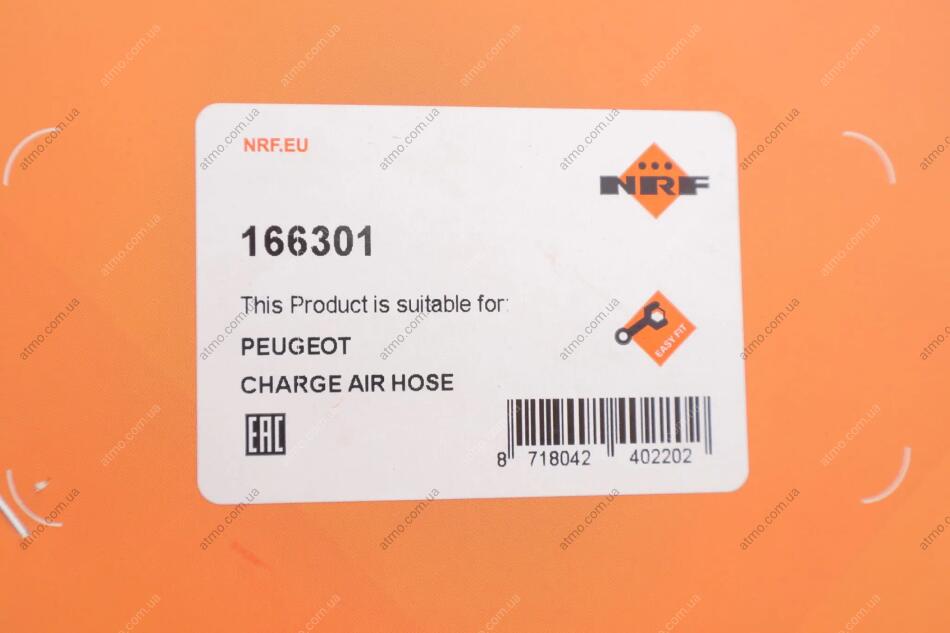 NRF.EU
NRF
166301
This Product is suitable for:
PEUGEOT
CHARGE AIR HOSE
EASY FIT
EAC
8 718042 402202
atmo.com.ua